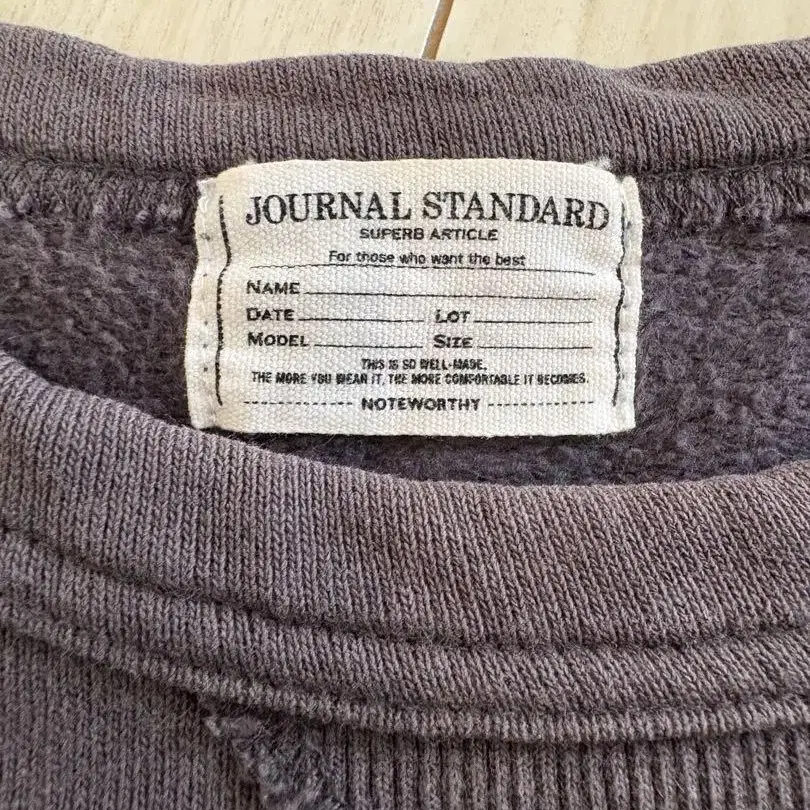 JOURNAL STANDARD
SUPERB ARTICLE
For those who want the best
NAME
DATE LOT
MODEL SIZE
THIS IS SO WELL-MADE,
THE MORE YOU WEAR IT, THE MORE COMFORTABLE IT BECOMES.
NOTEWORTHY